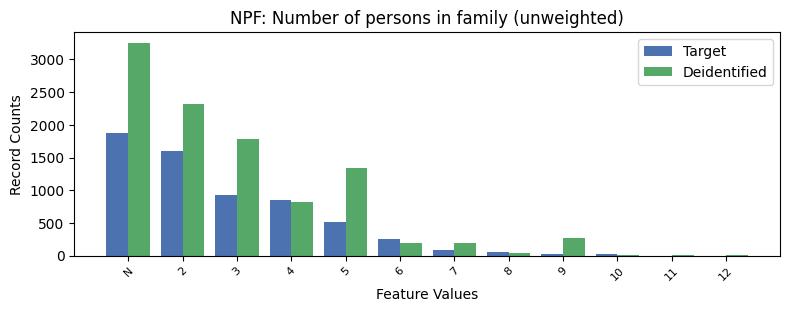 NPF: Number of persons in family (unweighted)
Target
Deidentified
Record Counts
3000
2500
2000
1500
1000
500
0
N 2 3 4 5 6 7 8 9 10 11 12
Feature Values